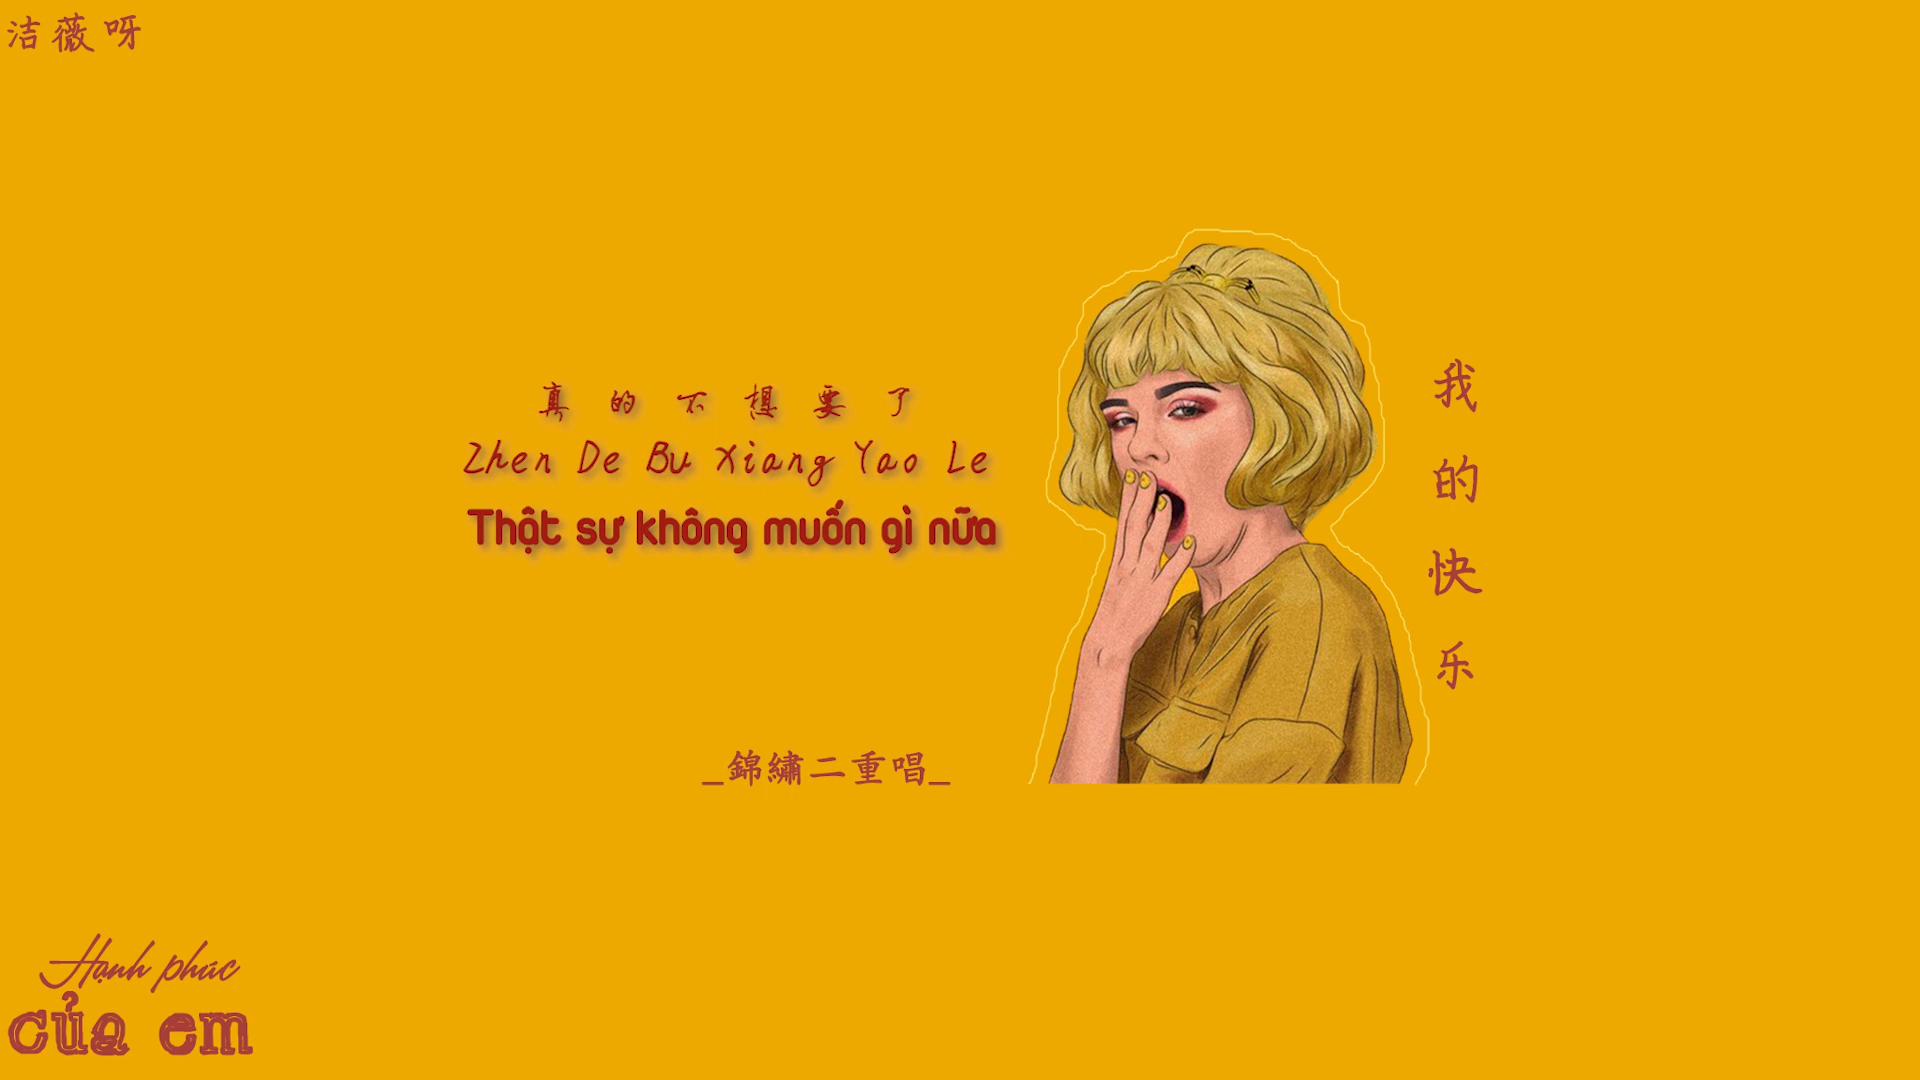 洁薇呀
真的不想要了
Zhen De Bu Xiang Yao Le
Thật sự không muốn gì nữa
我的快乐
_錦繡二重唱_
Hạnh phúc
của em